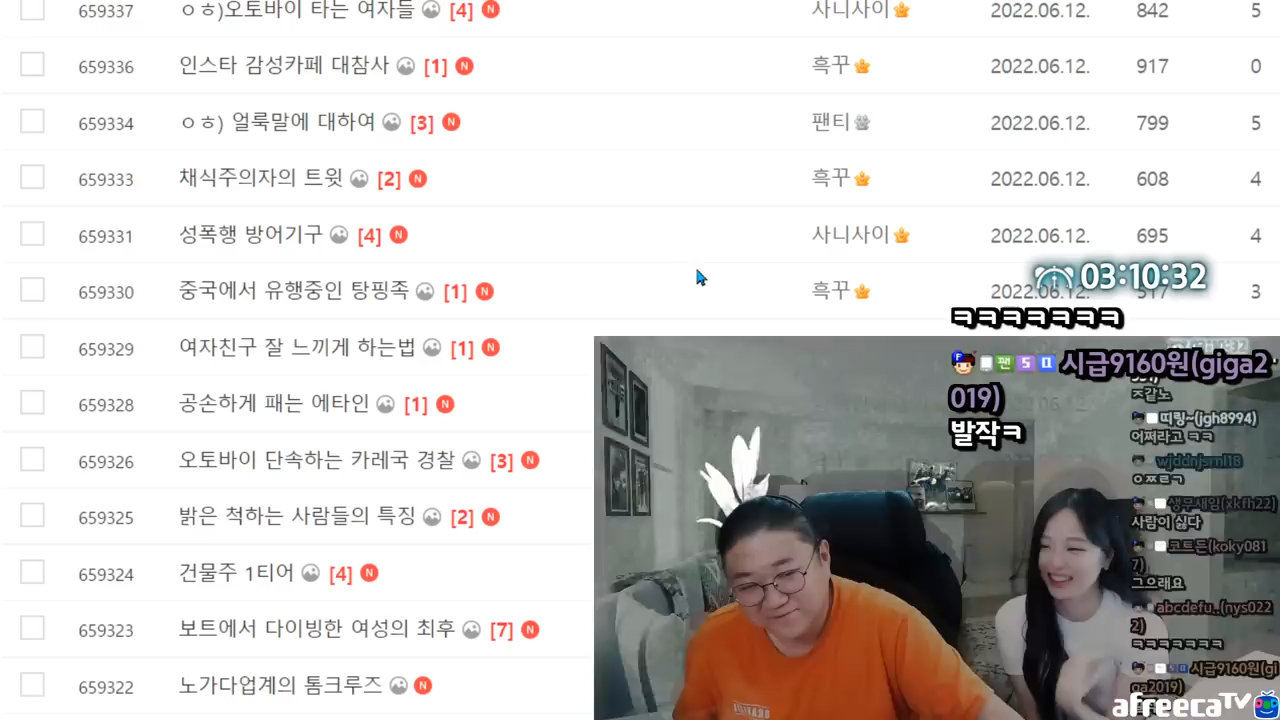 659337 ㅇㅎ)오토바이 타는 여자들 [4] N 사니사이 2022.06.12. 842 5
659336 인스타 감성카페 대참사 [1] N 흑꾸 2022.06.12. 917 0
659334 ㅇㅎ) 얼룩말에 대하여 [3] N 팬티 2022.06.12. 799 5
659333 채식주의자의 트윗 [2] N 흑꾸 2022.06.12. 608 4
659331 성폭행 방어기구 [4] N 사니사이 2022.06.12. 695 4
659330 중국에서 유행중인 탕핑족 [1] N 흑꾸 2022.06.12. 517 3
03:10:32
659329 여자친구 잘 느끼게 하는법 [1] N
659328 공손하게 패는 에타인 [1] N
659326 오토바이 단속하는 카레국 경찰 [3] N
659325 밝은 척하는 사람들의 특징 [2] N
659324 건물주 1티어 [4] N
659323 보트에서 다이빙한 여성의 최후 [7] N
659322 노가다업계의 톰크루즈 N
ㅋㅋㅋㅋㅋㅋㅋ
F 팬 5 시급9160원(giga2
019)
발작ㅋ
ㅈ같노
띠링~(jgh8994)
어쩌라고 ㅋㅋ
wjddnjsrnl18
ㅇㅉㄹㄱ
생무새임(xkfh22)
사람이 싫다
코트든(koky081
7)
그으래요
abcdefu,,(nys022
2)
ㅋㅋㅋㅋㅋㅋㅋ
시급9160원(gi
ga2019)
afreecaTV